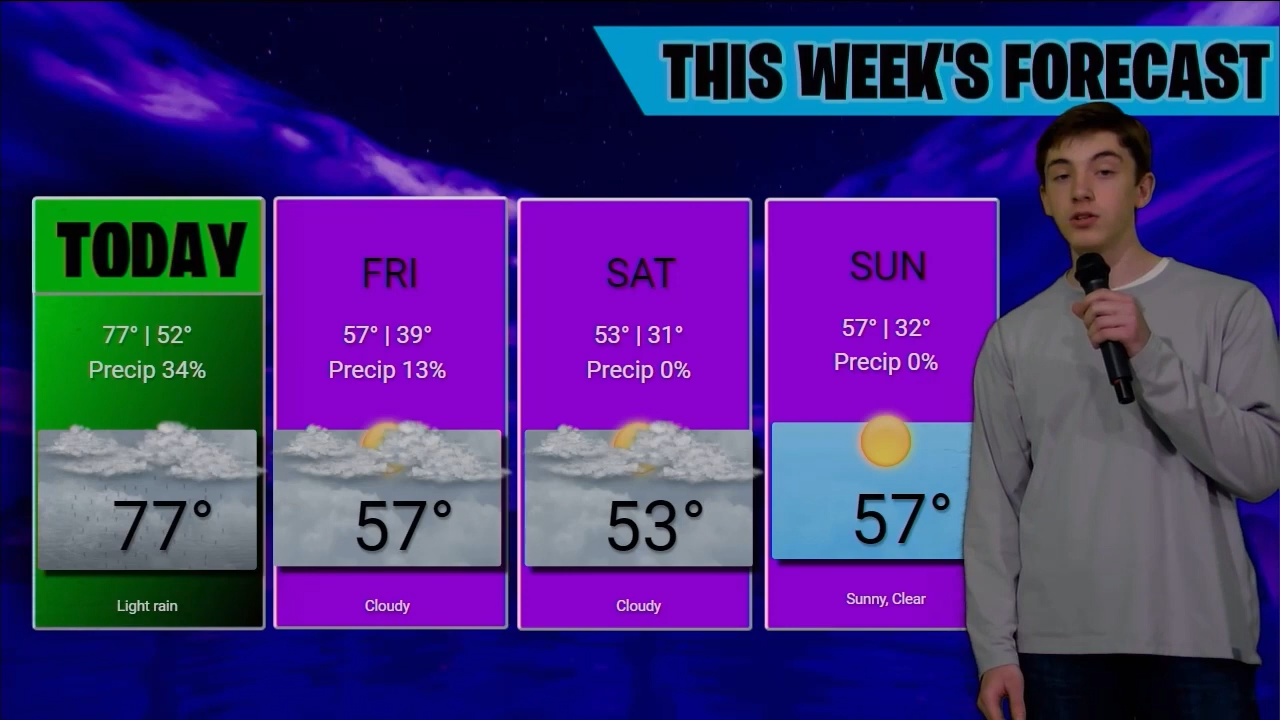 THIS WEEK'S FORECAST
TODAY
77° | 52°
Precip 34%
77°
Light rain
FRI
57° | 39°
Precip 13%
57°
Cloudy
SAT
53° | 31°
Precip 0%
53°
Cloudy
SUN
57° | 32°
Precip 0%
57°
Sunny, Clear